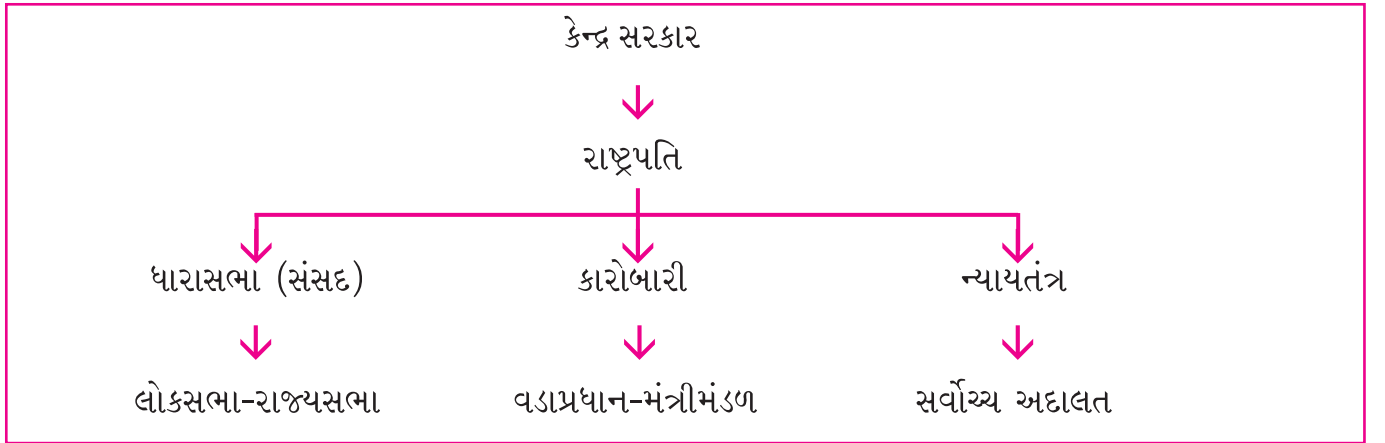 કેન્દ્ર સરકાર
રાષ્ટ્રપતિ
ધારાસભા (સંસદ) કારોબારી ન્યાયતંત્ર
લોકસભા-રાજ્યસભા વડાપ્રધાન-મંત્રીમંડળ સર્વોચ્ચ અદાલત